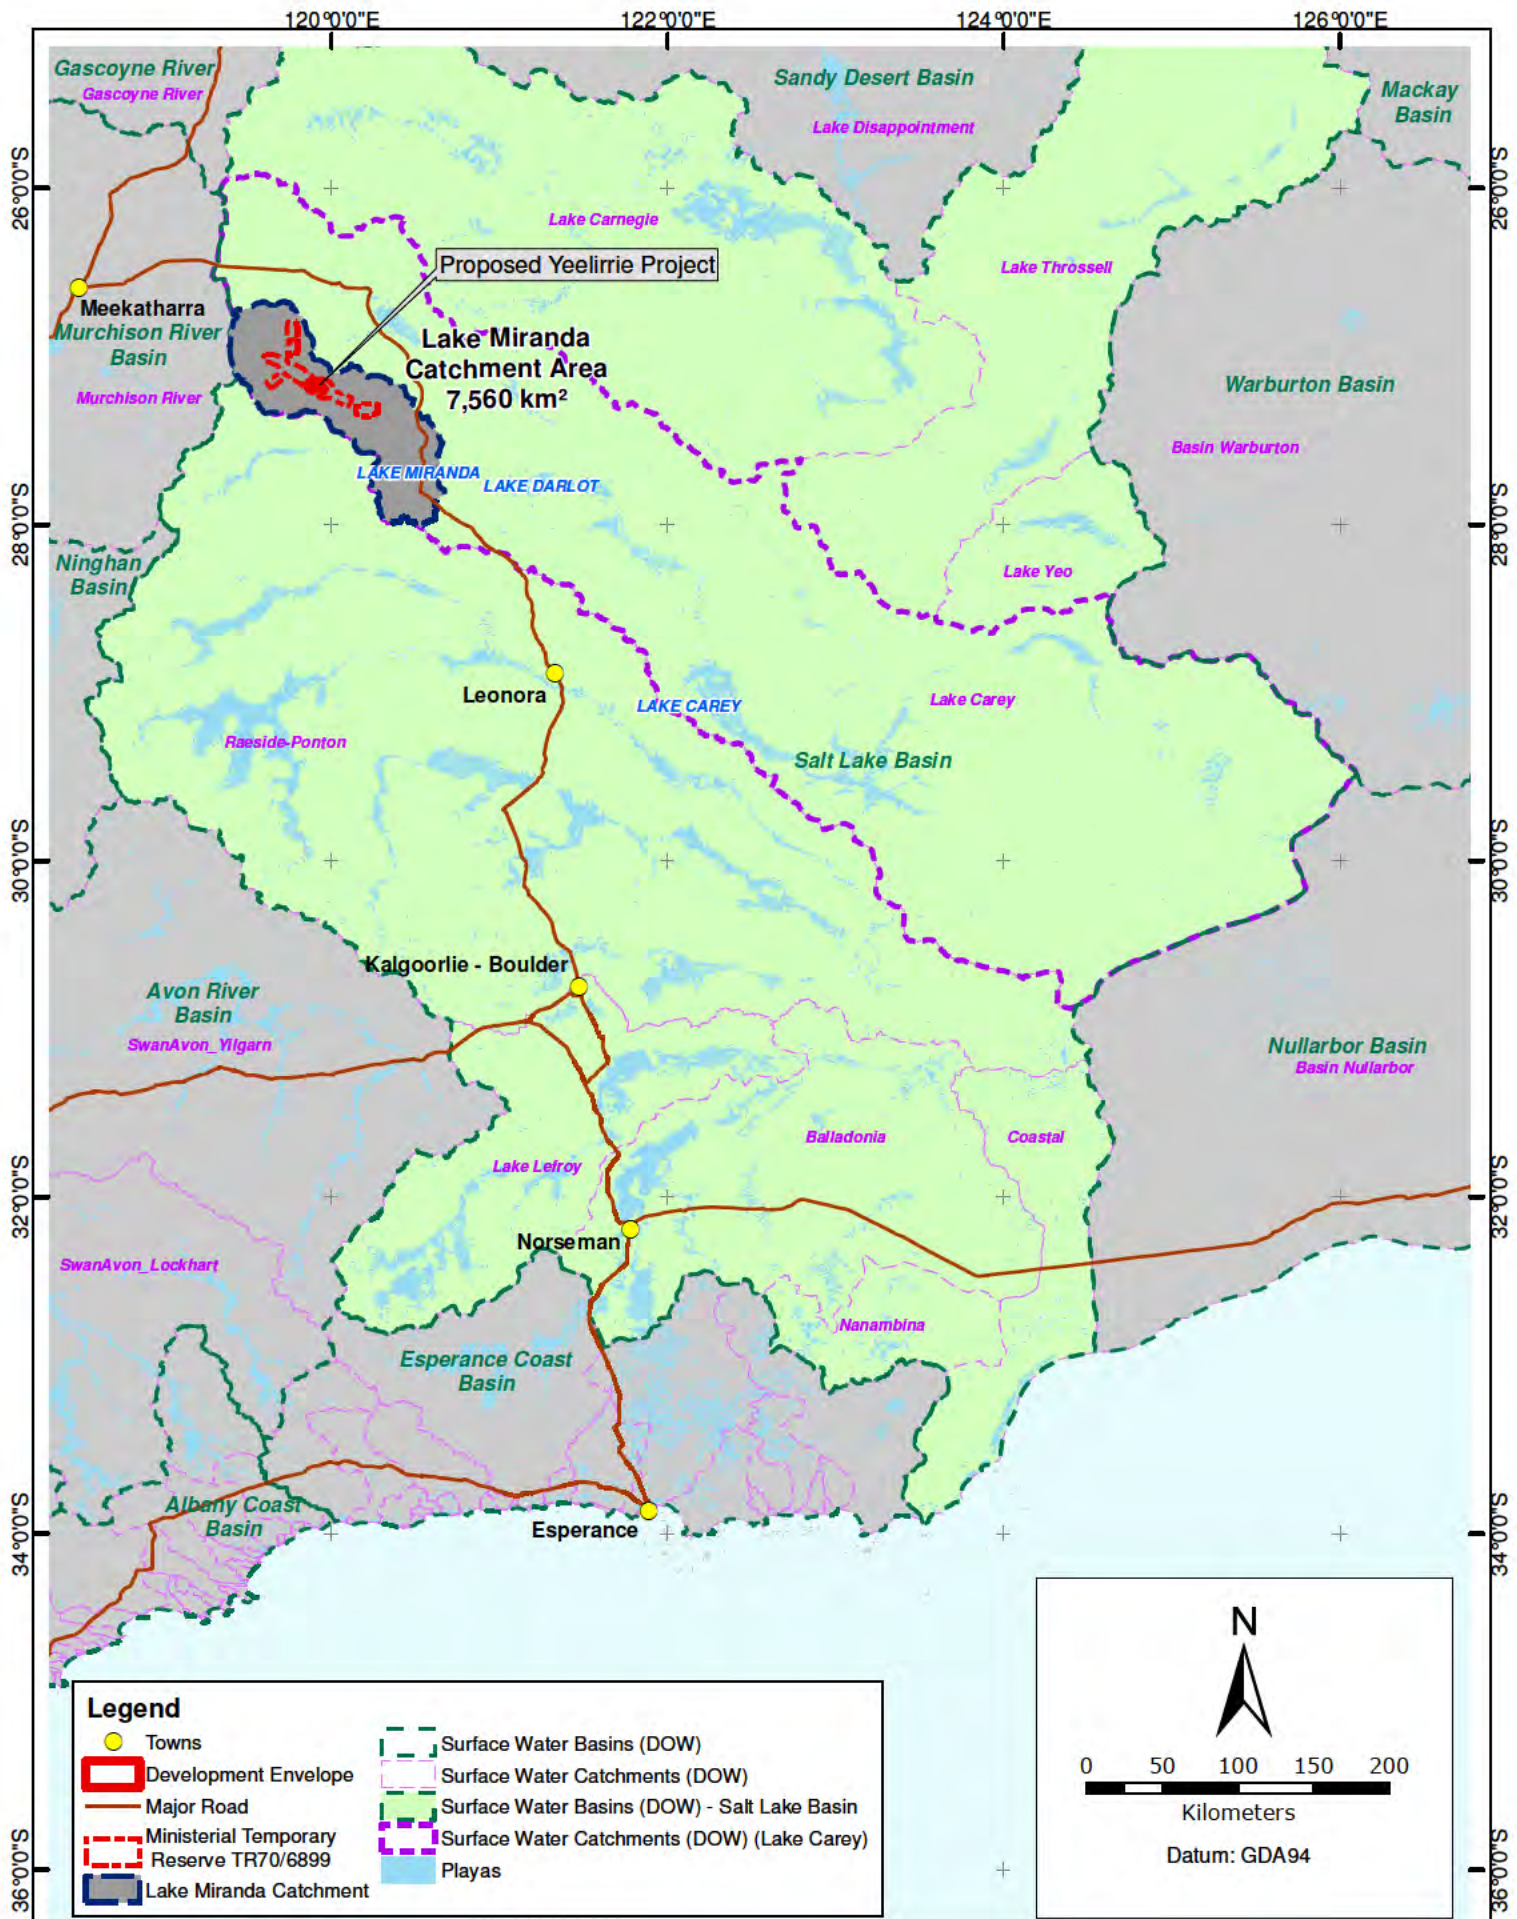 120°0'0"E
122°0'0"E
124°0'0"E
126°0'0"E
Gascoyne River
Gascoyne River
Sandy Desert Basin
Lake Disappointment
Mackay
Basin
26°0'0"S
26°0'0"S
Lake Carnegie
Lake Throssell
Proposed Yeelirrie Project
Meekatharra
Murchison River
Basin
Murchison River
Lake Miranda
Catchment Area
7,560 km²
Warburton Basin
Basin Warburton
LAKE MIRANDA
LAKE DARLOT
28°0'0"S
28°0'0"S
Ninghan
Basin
Lake Yeo
Leonora
LAKE CAREY
Lake Carey
Raeside-Ponton
Salt Lake Basin
30°0'0"S
30°0'0"S
Kalgoorlie - Boulder
Avon River
Basin
SwanAvon_Yilgarn
Nullarbor Basin
Basin Nullarbor
Balladonia
Coastal
Lake Lefroy
32°0'0"S
32°0'0"S
Norseman
SwanAvon_Lockhart
Nanambina
Esperance Coast
Basin
Albany Coast
Basin
Esperance
34°0'0"S
34°0'0"S
N
0 50 100 150 200
Kilometers
Datum: GDA94
Legend
Towns
Development Envelope
Major Road
Ministerial Temporary
Reserve TR70/6899
Lake Miranda Catchment
Surface Water Basins (DOW)
Surface Water Catchments (DOW)
Surface Water Basins (DOW) - Salt Lake Basin
Surface Water Catchments (DOW) (Lake Carey)
Playas
36°0'0"S
36°0'0"S